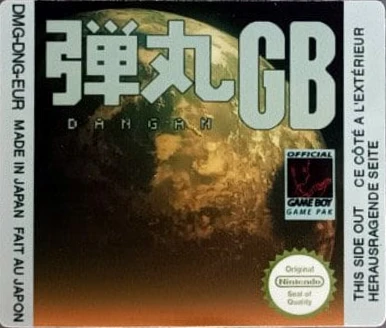 弾丸GB
DANGAN
OFFICIAL
GAME BOY
GAME PAK
Original
Nintendo
Seal of
Quality
DMG-DNG-EUR MADE IN JAPAN FAIT AU JAPON
THIS SIDE OUT CE CÔTÉ A L'EXTÉRIEUR
HERAUSRAGENDE SEITE